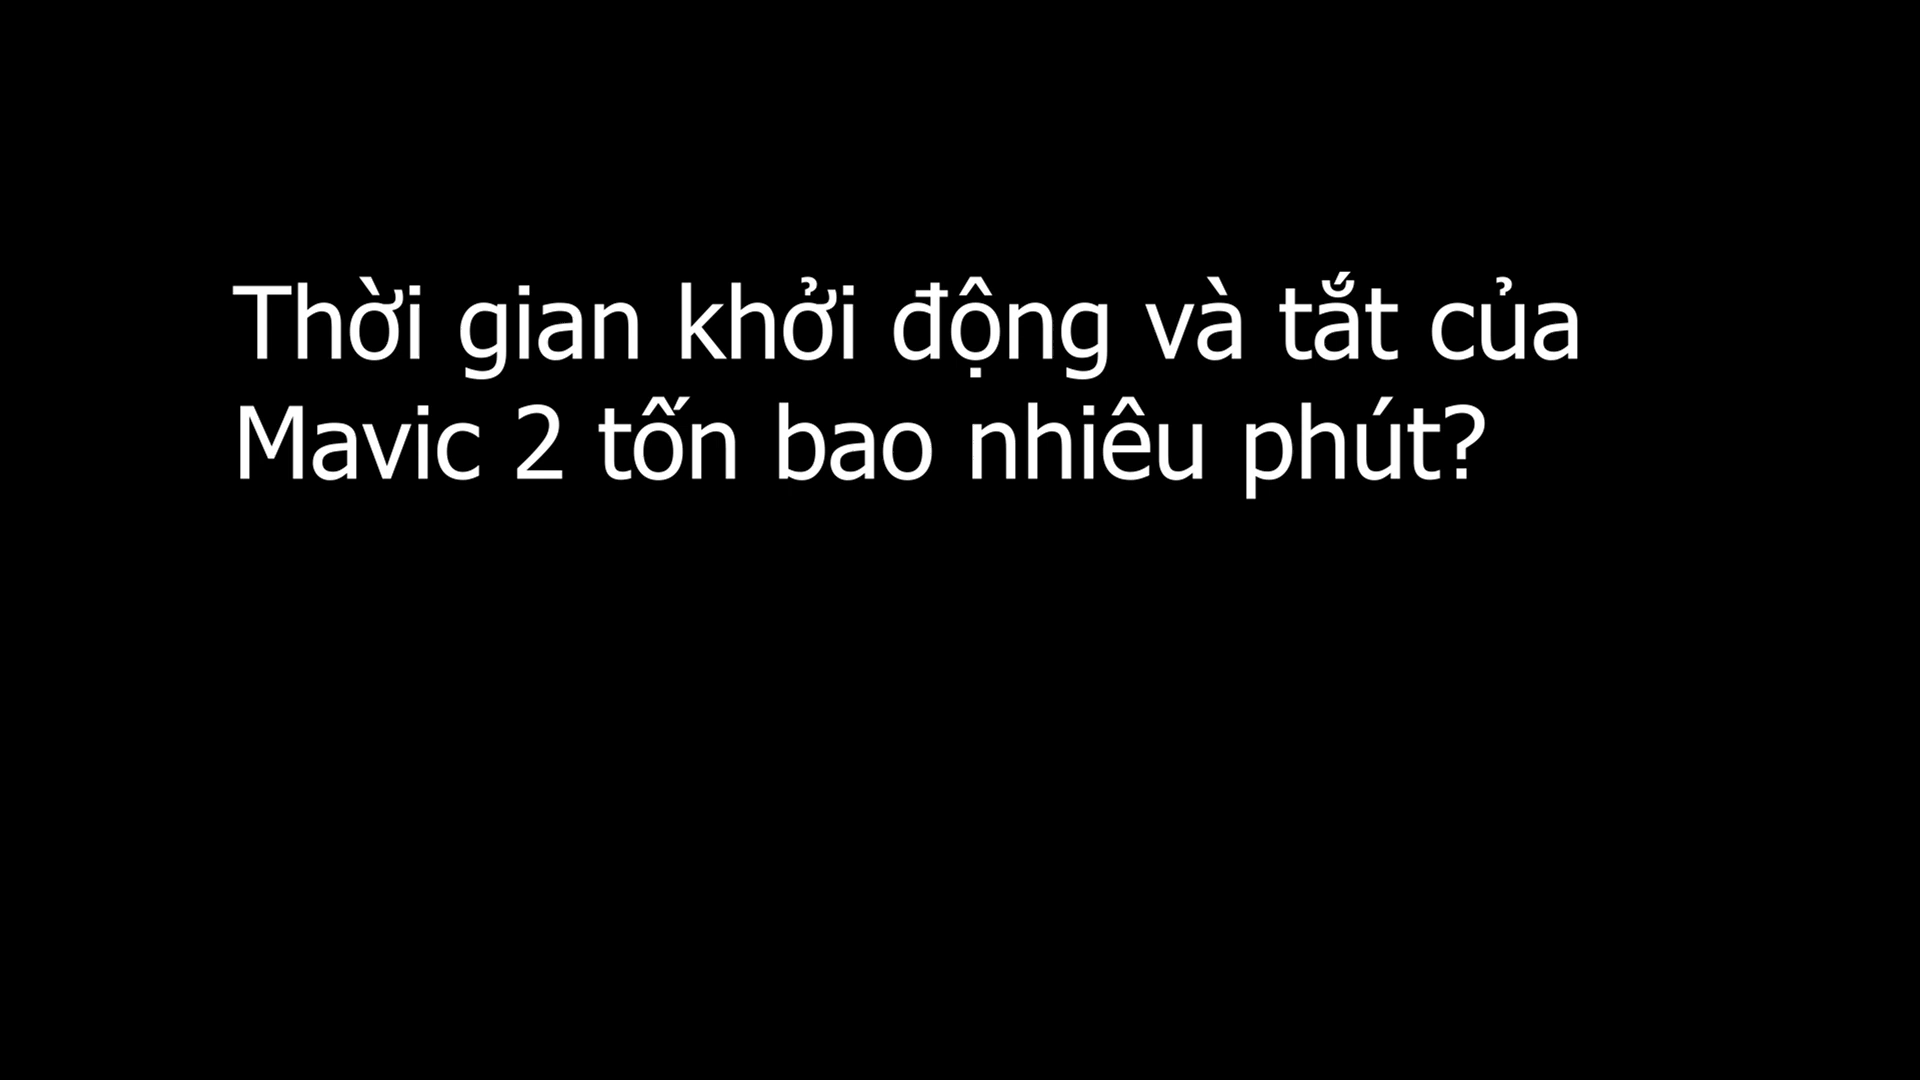 Thời gian khởi động và tắt của
Mavic 2 tốn bao nhiêu phút?